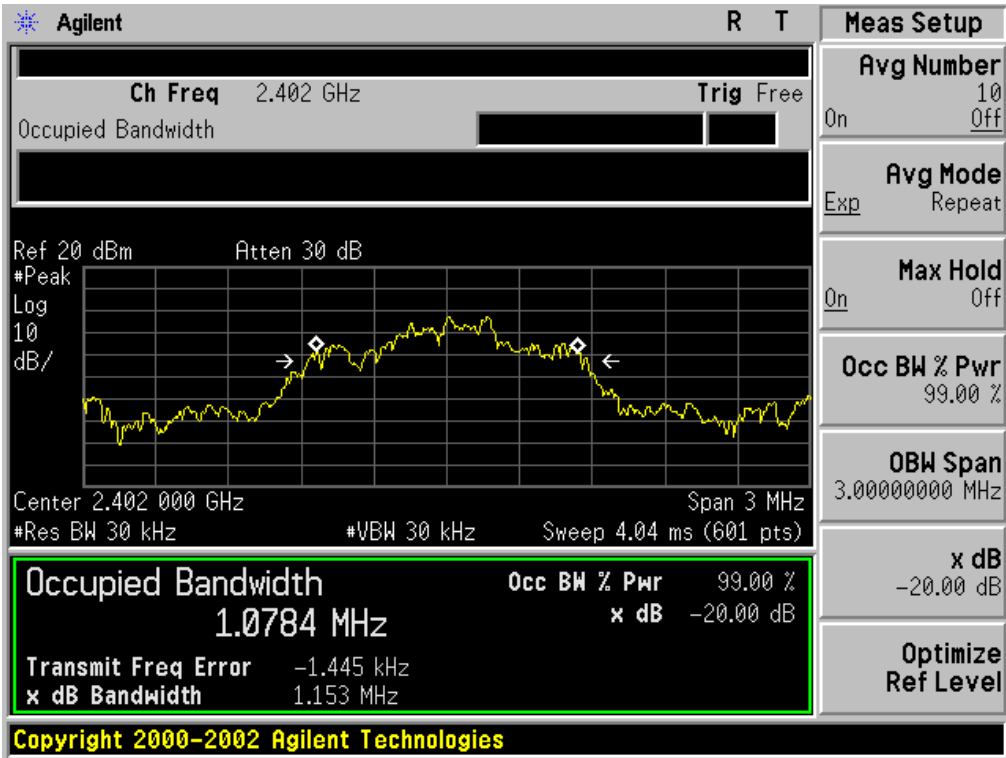 Agilent R T
Ch Freq 2.402 GHz Trig Free
Occupied Bandwidth
Ref 20 dBm Atten 30 dB
#Peak
Log
10
dB/
Center 2.402 000 GHz Span 3 MHz
#Res BW 30 kHz #VBW 30 kHz Sweep 4.04 ms (601 pts)
Occupied Bandwidth Occ BW % Pwr 99.00 %
1.0784 MHz x dB -20.00 dB
Transmit Freq Error -1.445 kHz
x dB Bandwidth 1.153 MHz
Copyright 2000-2002 Agilent Technologies
Meas Setup
Avg Number
10
On Off
Avg Mode
Exp Repeat
Max Hold
On Off
Occ BW % Pwr
99.00 %
OBW Span
3.00000000 MHz
x dB
-20.00 dB
Optimize
Ref Level